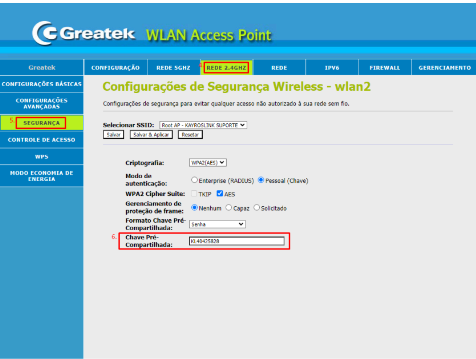 Greatek WLAN Access Point
Greatek CONFIGURAÇÃO REDE 5GHZ REDE 2.4GHZ REDE IPV6 FIREWALL GERENCIAMENTO
CONFIGURAÇÕES BÁSICAS
CONFIGURAÇÕES
AVANÇADAS
5. SEGURANÇA
CONTROLE DE ACESSO
WPS
MODO ECONOMIA DE
ENERGIA
Configurações de Segurança Wireless - wlan2
Configurações de segurança para evitar qualquer acesso não autorizado à sua rede sem fio.
Selecionar SSID: Root AP - KAYROSLINK SUPORTE
Salvar Salvar & Aplicar Resetar
Criptografia: WPA2(AES)
Modo de
autenticação: Enterprise (RADIUS) Pessoal (Chave)
WPA2 Cipher Suite: TKIP AES
Gerenciamento de
proteção de frame: Nenhum Capaz Solicitado
Formato Chave Pré-
Compartilhada: Senha
6. Chave Pré-
Compartilhada: